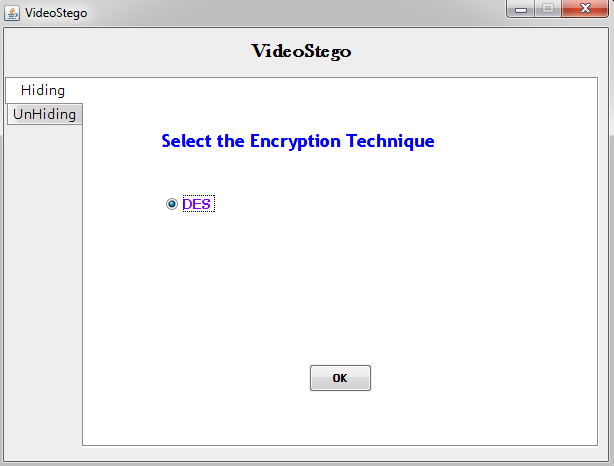 VideoStego
VideoStego
Hiding
UnHiding
Select the Encryption Technique
DES
OK